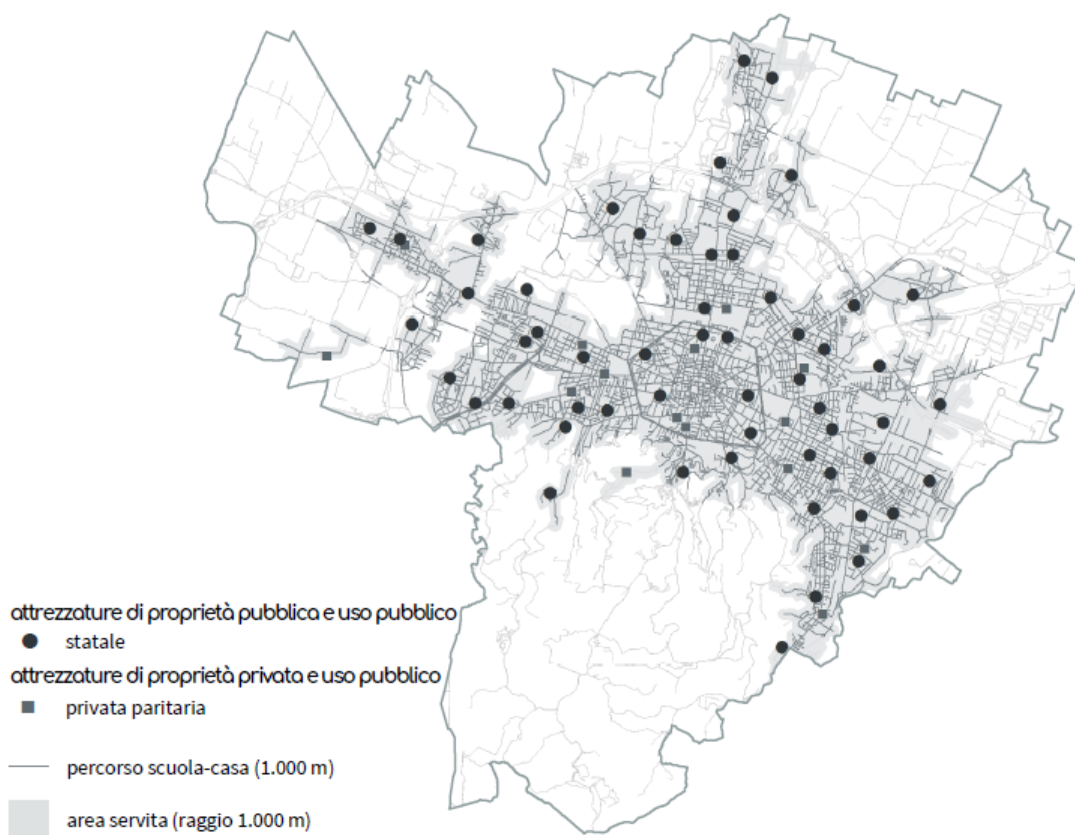 attrezzature di proprietà pubblica e uso pubblico
statale
attrezzature di proprietà privata e uso pubblico
privata paritaria
percorso scuola-casa (1.000 m)
area servita (raggio 1.000 m)